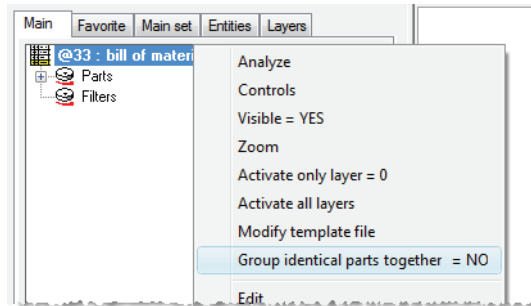 Main Favorite Main set Entities Layers
@33 : bill of materi
Parts
Filters
Analyze
Controls
Visible = YES
Zoom
Activate only layer = 0
Activate all layers
Modify template file
Group identical parts together = NO
Edit